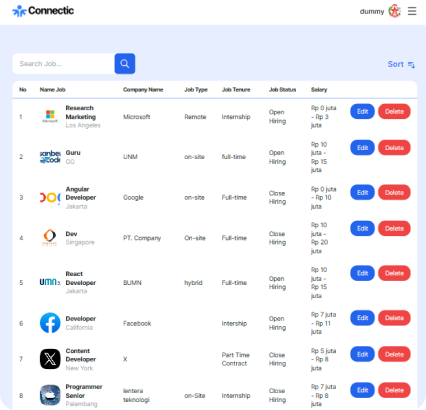 Connectic
dummy
Search Job...
Sort
No Name Job Company Name Job Type Job Tenure Job Status Salary
1 Research Marketing Los Angeles Microsoft Remote Internship Open Hiring Rp 0 juta - Rp 3 juta Edit Delete
2 Guru GG UNM on-site full-time Open Hiring Rp 10 juta - Rp 15 juta Edit Delete
3 Angular Developer Jakarta Google on-site Full-time Close Hiring Rp 0 juta - Rp 10 juta Edit Delete
4 Dev Singapore PT. Company On-site Full-time Close Hiring Rp 10 juta - Rp 20 juta Edit Delete
5 React Developer Jakarta BUMN hybrid Full-time Open Hiring Rp 10 juta - Rp 15 juta Edit Delete
6 Developer California Facebook Intership Open Hiring Rp 7 juta - Rp 11 juta Edit Delete
7 Content Developer New York X Part Time Contract Close Hiring Rp 5 juta - Rp 8 juta Edit Delete
8 Programmer Senior Palembang lentera teknologi on-Site Intership Close Hiring Rp 7 juta - Rp 8 juta Edit Delete